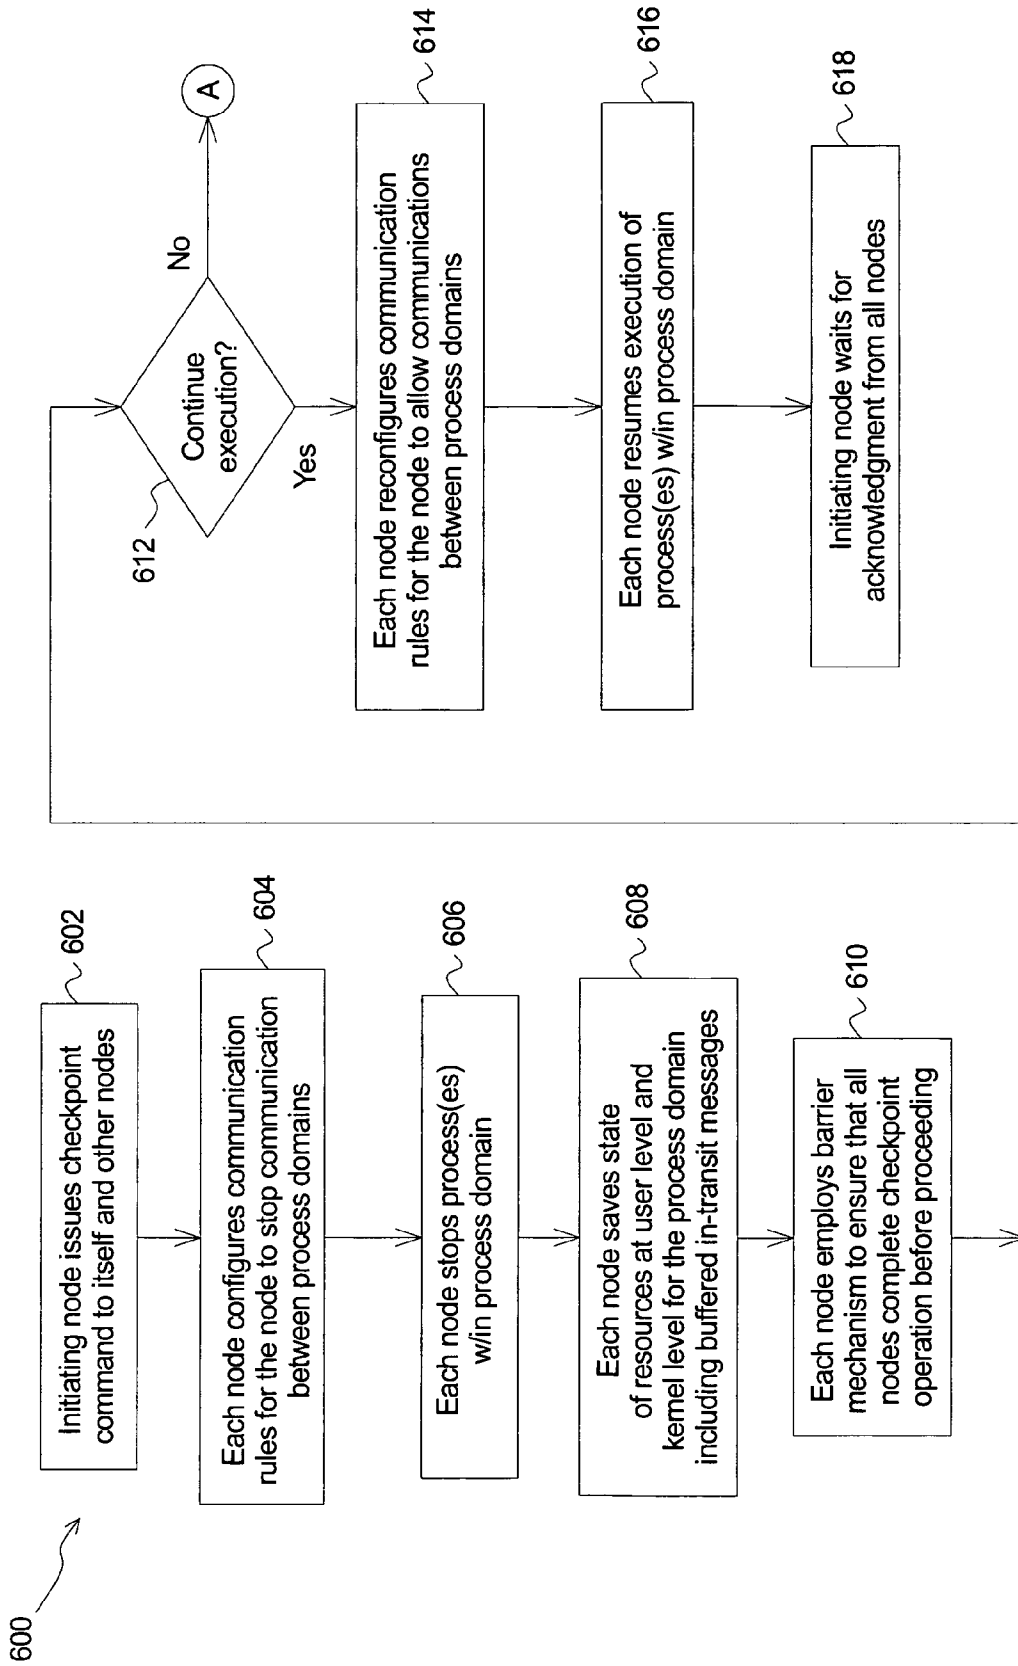 600
Initiating node issues checkpoint
command to itself and other nodes
602
Each node configures communication
rules for the node to stop communication
between process domains
604
Each node stops process(es)
w/in process domain
606
Each node saves state
of resources at user level and
kernel level for the process domain
including buffered in-transit messages
608
Each node employs barrier
mechanism to ensure that all
nodes complete checkpoint
operation before proceeding
610
Continue
execution?
612
No
A
Yes
Each node reconfigures communication
rules for the node to allow communications
between process domains
614
Each node resumes execution of
process(es) w/in process domain
616
Initiating node waits for
acknowledgment from all nodes
618